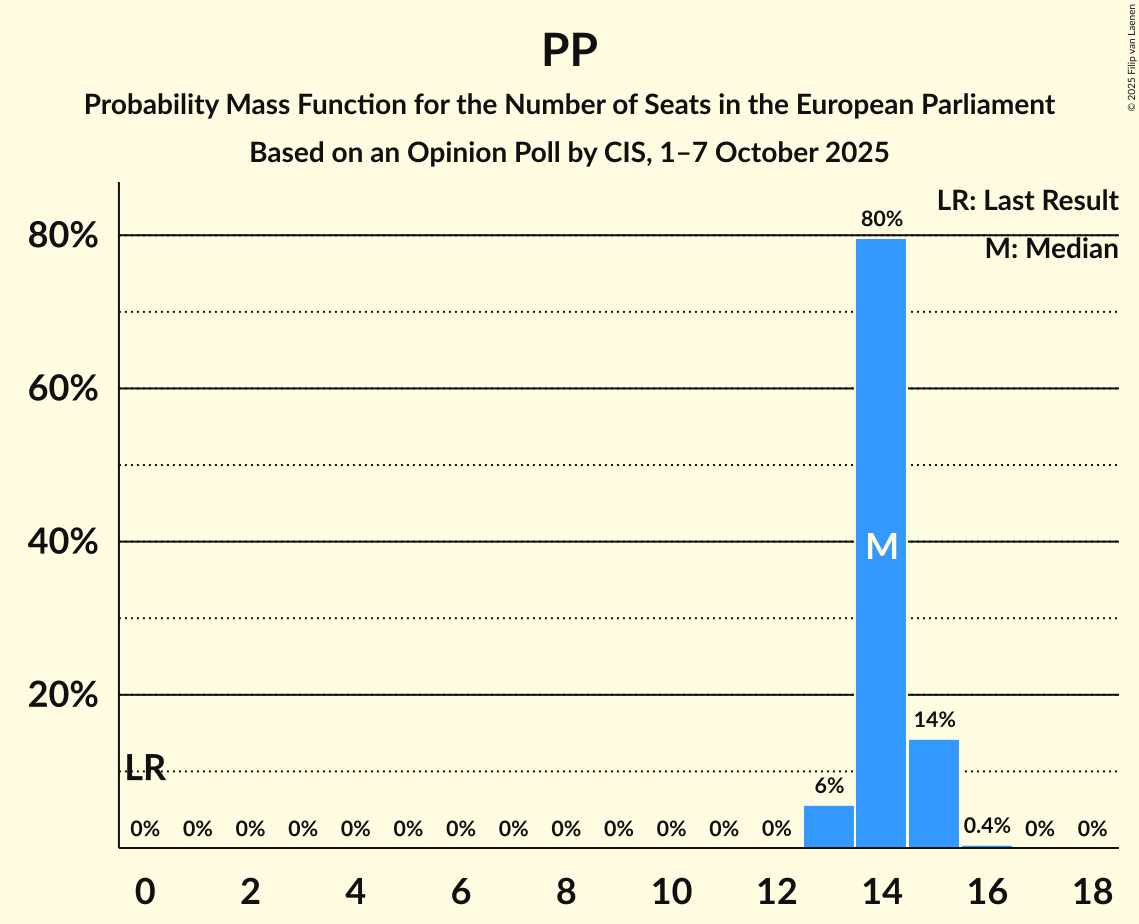 PP
Probability Mass Function for the Number of Seats in the European Parliament
Based on an Opinion Poll by CIS, 1–7 October 2025
© 2025 Filip van Laenen
LR: Last Result
M: Median
80%
60%
40%
20%
LR
M
0% 0% 0% 0% 0% 0% 0% 0% 0% 0% 0% 0% 0% 6% 80% 14% 0.4% 0% 0%
0 2 4 6 8 10 12 14 16 18